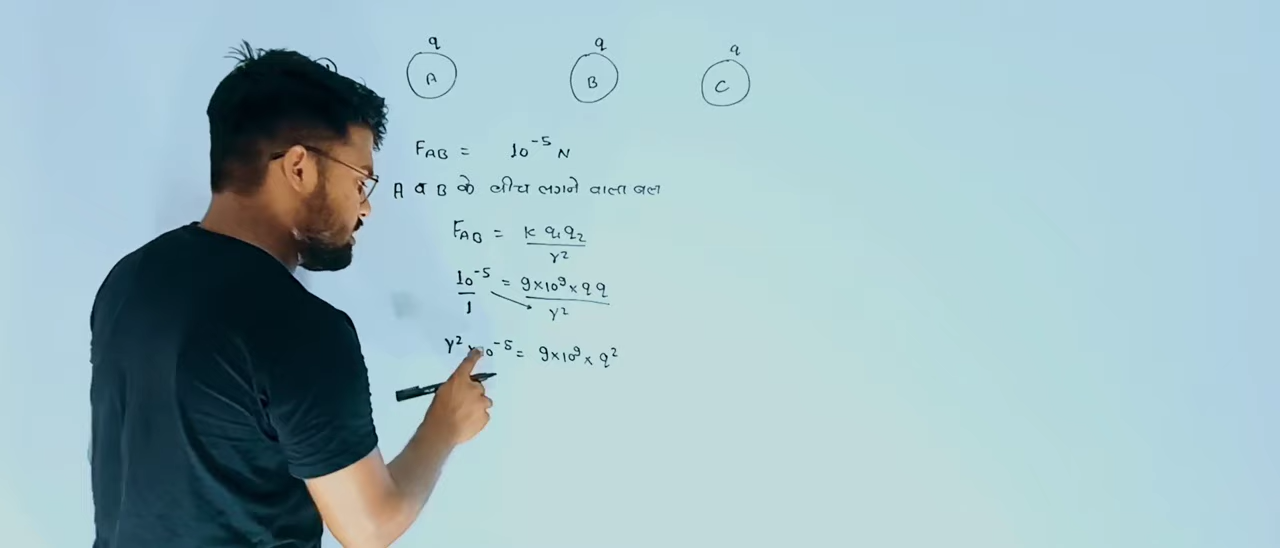 q q q
A B C
F_AB = 10⁻⁵ N
A व B के बीच लगने वाला बल
F_AB = K q₁q₂ / r²
10⁻⁵ / 1 = 9×10⁹×q q / r²
r² × 10⁻⁵ = 9×10⁹× q²